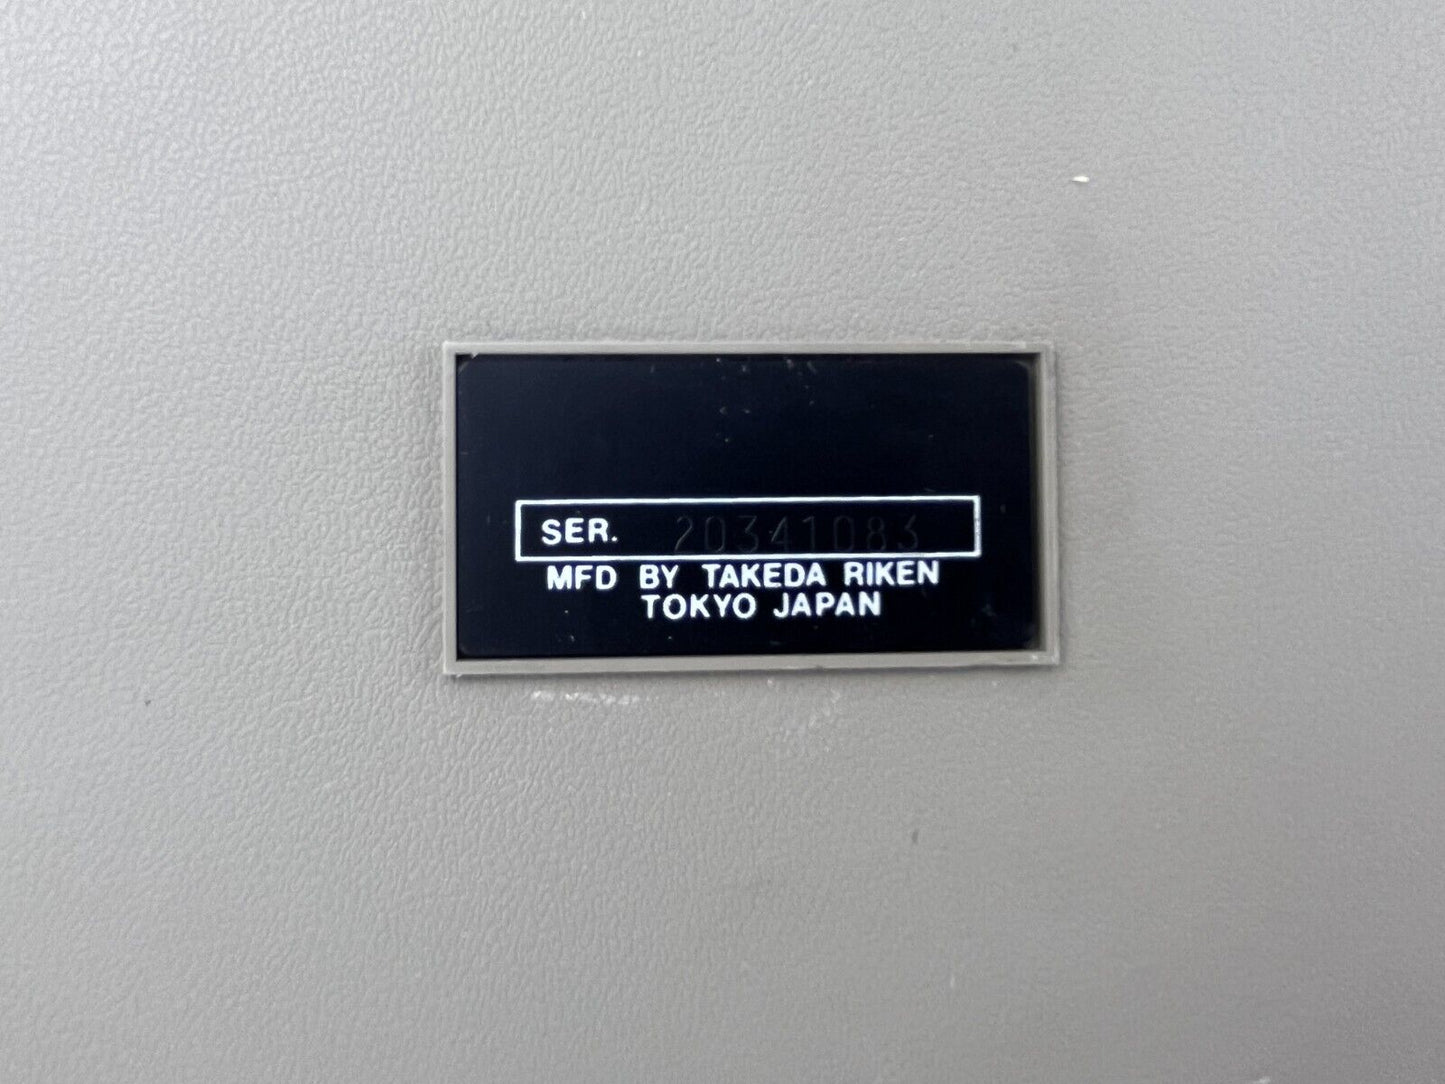 SER. 20341083
MFD BY TAKEDA RIKEN
TOKYO JAPAN